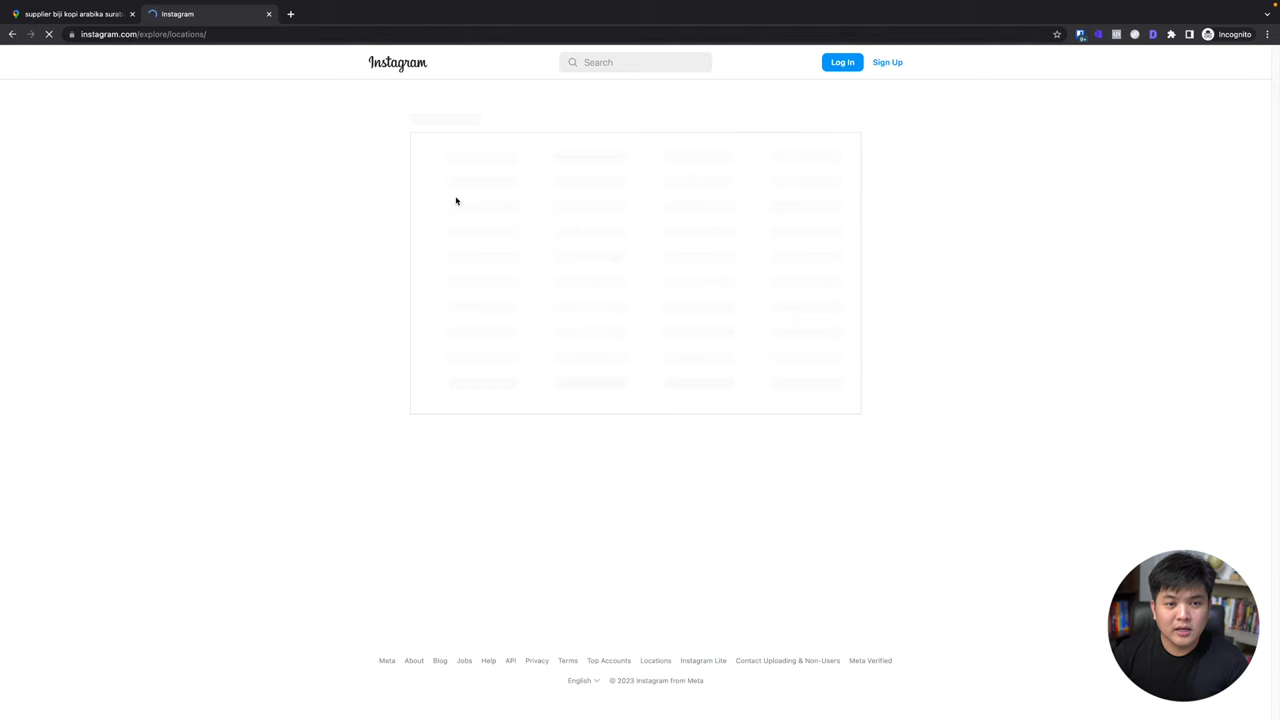 supplier biji kopi arabika surab
Instagram
instagram.com/explore/locations/
Incognito
Instagram
Search
Log In
Sign Up
Meta
About
Blog
Jobs
Help
API
Privacy
Terms
Top Accounts
Locations
Instagram Lite
Contact Uploading & Non-Users
Meta Verified
English
© 2023 Instagram from Meta